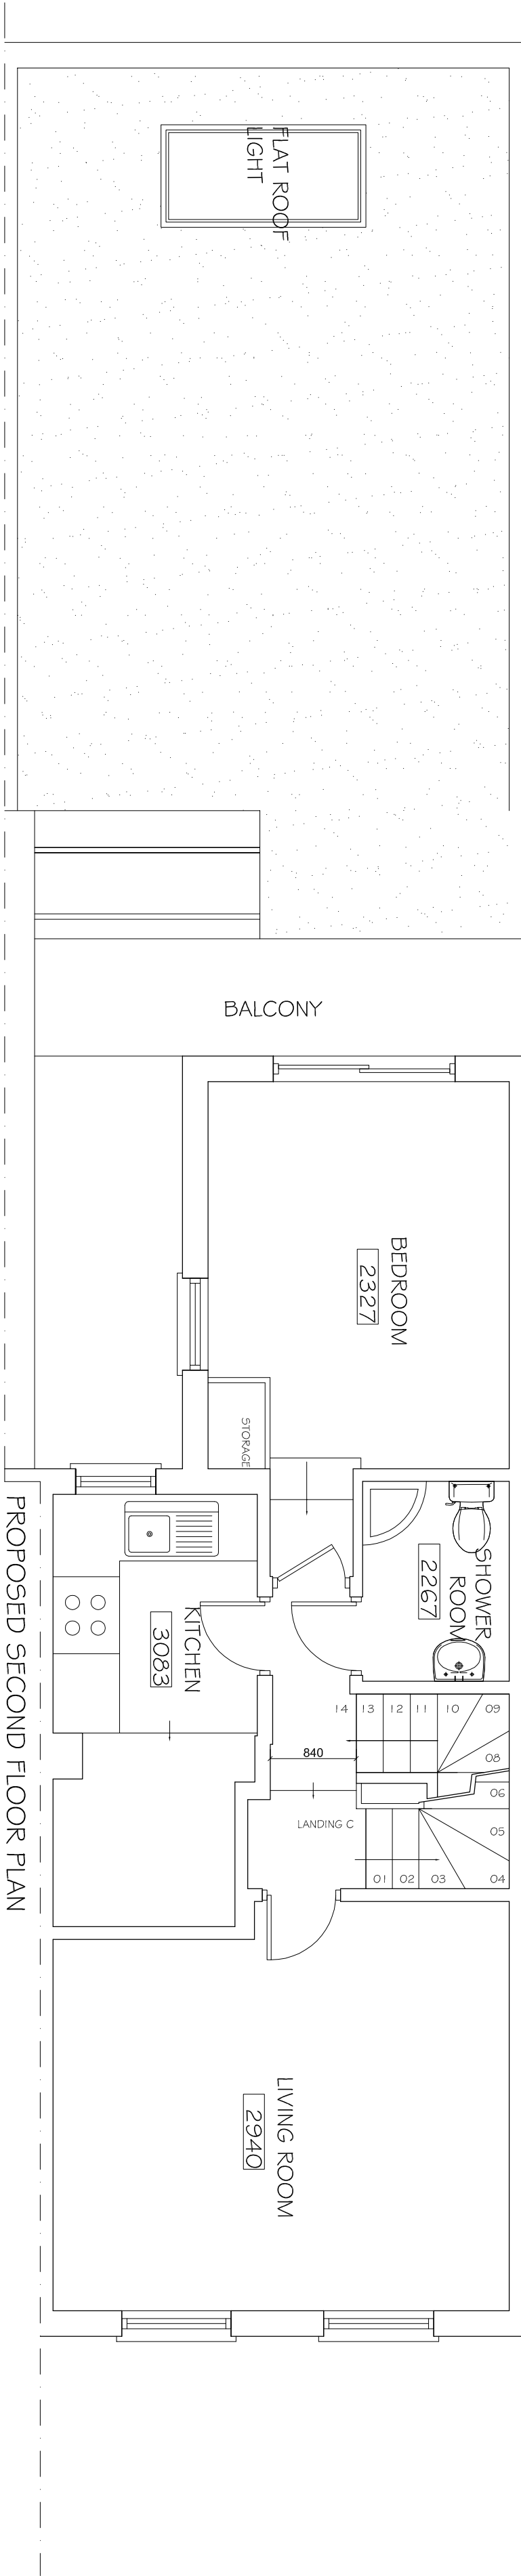 FLAT ROOF
LIGHT
BALCONY
BEDROOM
2327
STORAGE
SHOWER
ROOM
2267
KITCHEN
3083
14 13 12 11 10 09
08
06
05
04
03
02
01
840
LANDING C
LIVING ROOM
2940
PROPOSED SECOND FLOOR PLAN